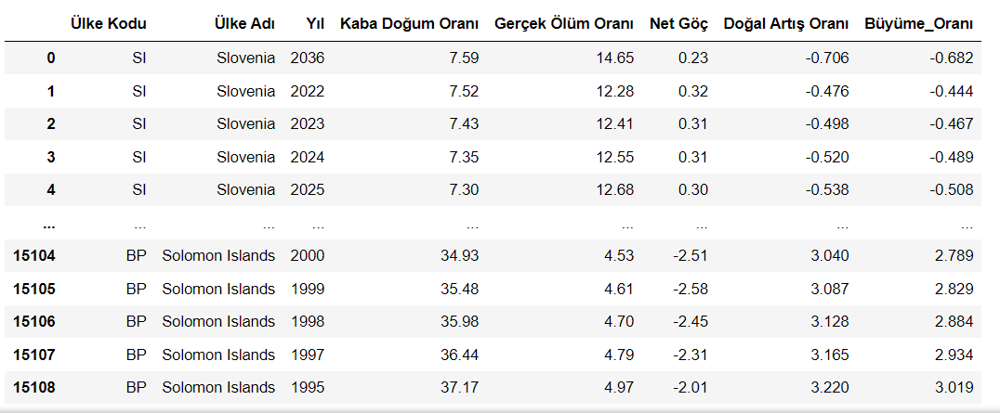 Ülke Kodu Ülke Adı Yıl Kaba Doğum Oranı Gerçek Ölüm Oranı Net Göç Doğal Artış Oranı Büyüme_Oranı
0 SI Slovenia 2036 7.59 14.65 0.23 -0.706 -0.682
1 SI Slovenia 2022 7.52 12.28 0.32 -0.476 -0.444
2 SI Slovenia 2023 7.43 12.41 0.31 -0.498 -0.467
3 SI Slovenia 2024 7.35 12.55 0.31 -0.520 -0.489
4 SI Slovenia 2025 7.30 12.68 0.30 -0.538 -0.508
... ... ... ... ... ... ... ... ...
15104 BP Solomon Islands 2000 34.93 4.53 -2.51 3.040 2.789
15105 BP Solomon Islands 1999 35.48 4.61 -2.58 3.087 2.829
15106 BP Solomon Islands 1998 35.98 4.70 -2.45 3.128 2.884
15107 BP Solomon Islands 1997 36.44 4.79 -2.31 3.165 2.934
15108 BP Solomon Islands 1995 37.17 4.97 -2.01 3.220 3.019